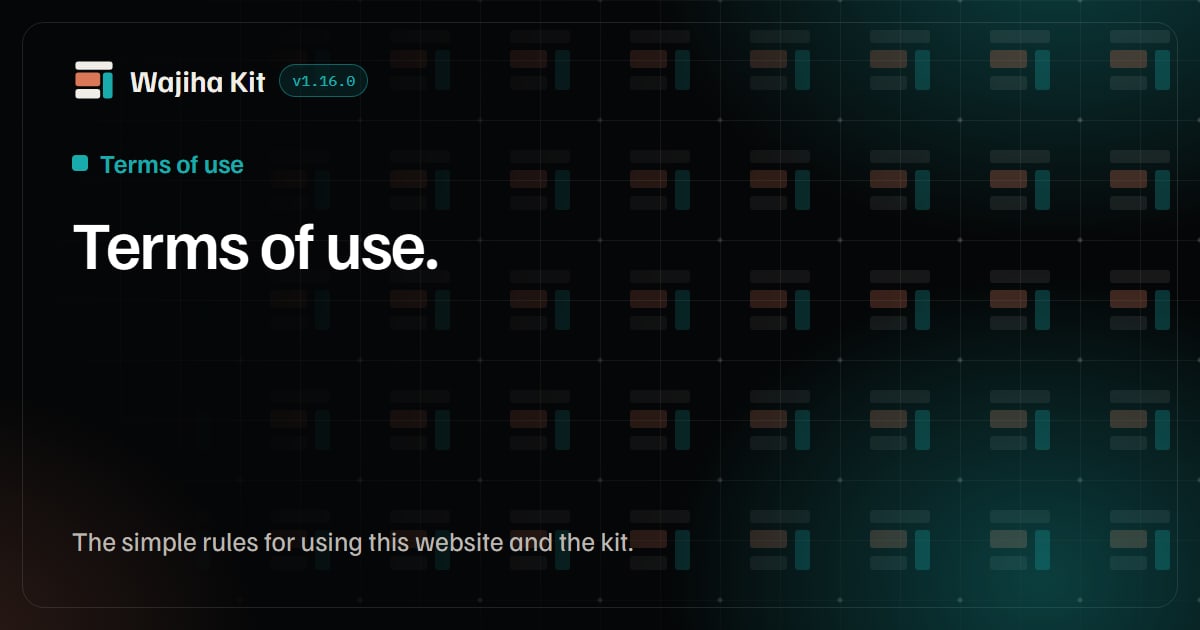 Wajiha Kit v1.16.0
Terms of use
Terms of use.
The simple rules for using this website and the kit.